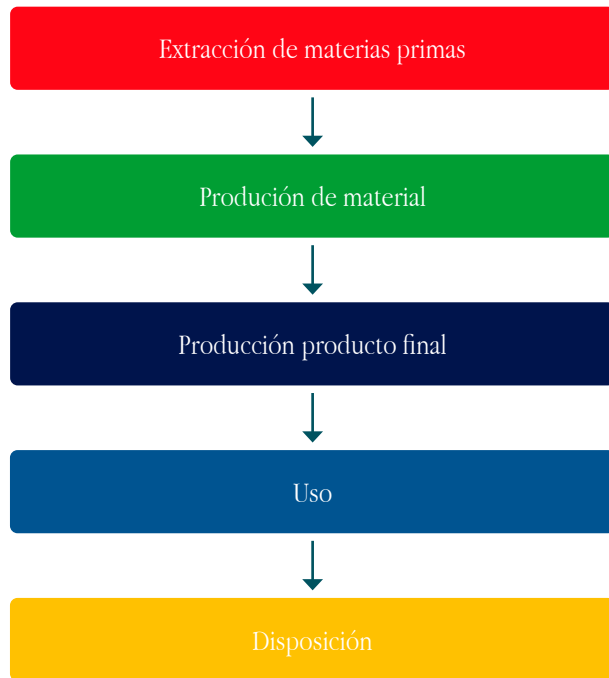 Extracción de materias primas
Produción de material
Producción producto final
Uso
Disposición